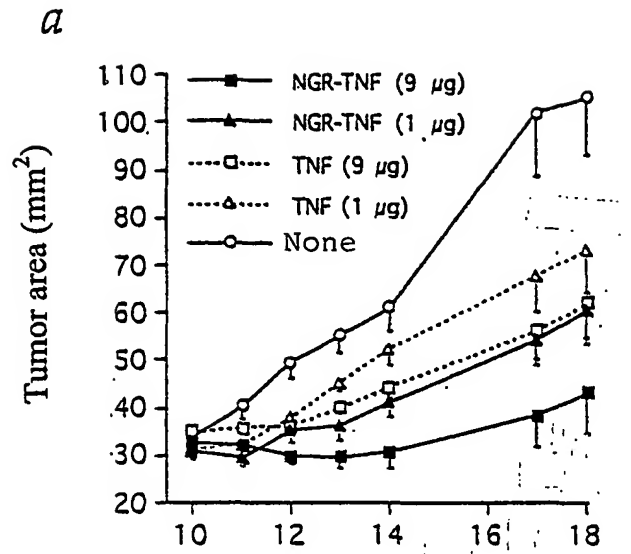 a
110
100
90
80
70
60
50
40
30
20
Tumor area (mm²)
NGR-TNF (9 µg)
NGR-TNF (1 µg)
TNF (9 µg)
TNF (1 µg)
None
10 12 14 16 18